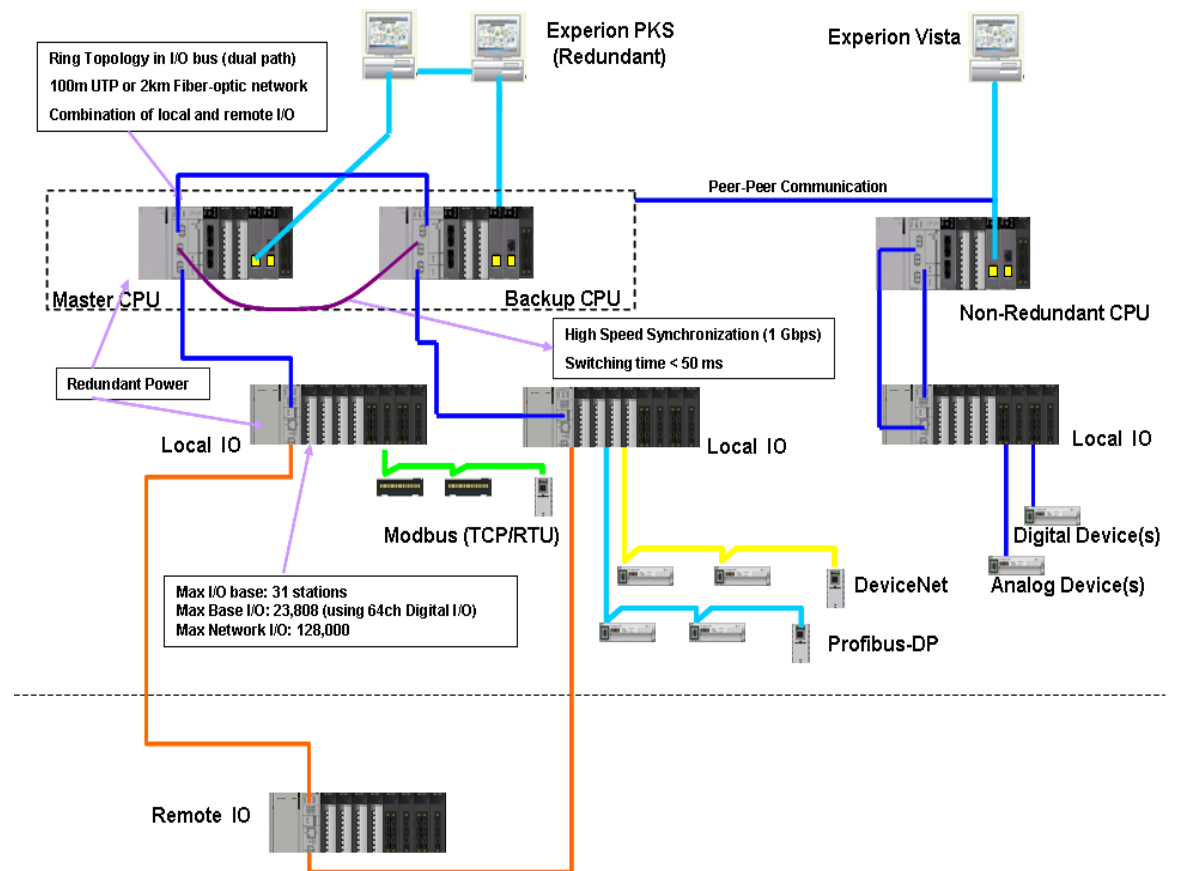 Experion PKS
(Redundant)
Experion Vista
Ring Topology in I/O bus (dual path)
100m UTP or 2km Fiber-optic network
Combination of local and remote I/O
Peer-Peer Communication
Master CPU
Backup CPU
Non-Redundant CPU
High Speed Synchronization (1 Gbps)
Switching time < 50 ms
Redundant Power
Local IO
Local IO
Local IO
Modbus (TCP/RTU)
Digital Device(s)
Analog Device(s)
DeviceNet
Max I/O base: 31 stations
Max Base I/O: 23,808 (using 64ch Digital I/O)
Max Network I/O: 128,000
Profibus-DP
Remote IO